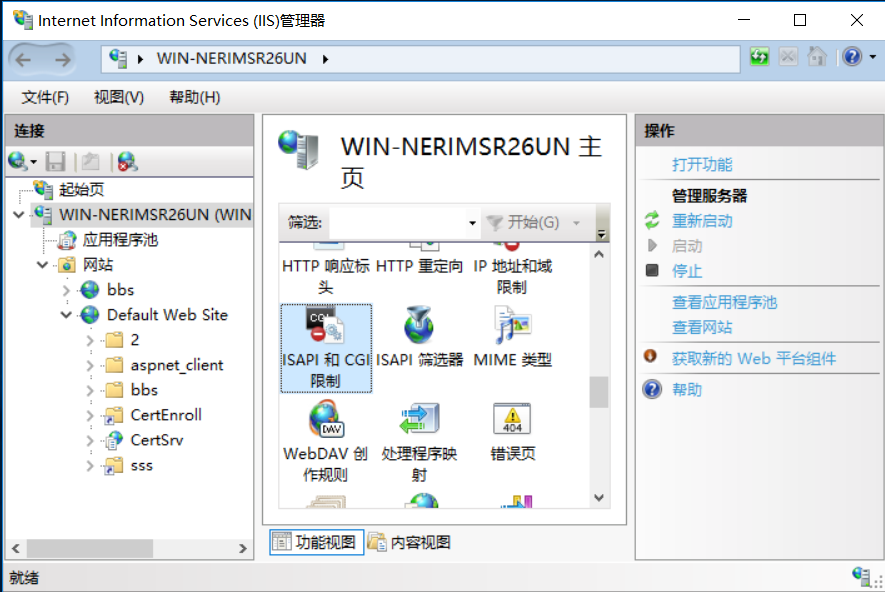 Internet Information Services (IIS)管理器
WIN-NERIMSR26UN
文件(F) 视图(V) 帮助(H)
连接
起始页
WIN-NERIMSR26UN (WIN
应用程序池
网站
bbs
Default Web Site
2
aspnet_client
bbs
CertEnroll
CertSrv
sss
WIN-NERIMSR26UN 主
页
筛选: 开始(G)
HTTP 响应标 HTTP 重定向 IP 地址和域
头 限制
CGI
ISAPI 和 CGI ISAPI 筛选器 MIME 类型
限制
DAV 404
WebDAV 创 处理程序映 错误页
作规则 射
功能视图 内容视图
操作
打开功能
管理服务器
重新启动
启动
停止
查看应用程序池
查看网站
获取新的 Web 平台组件
帮助
就绪